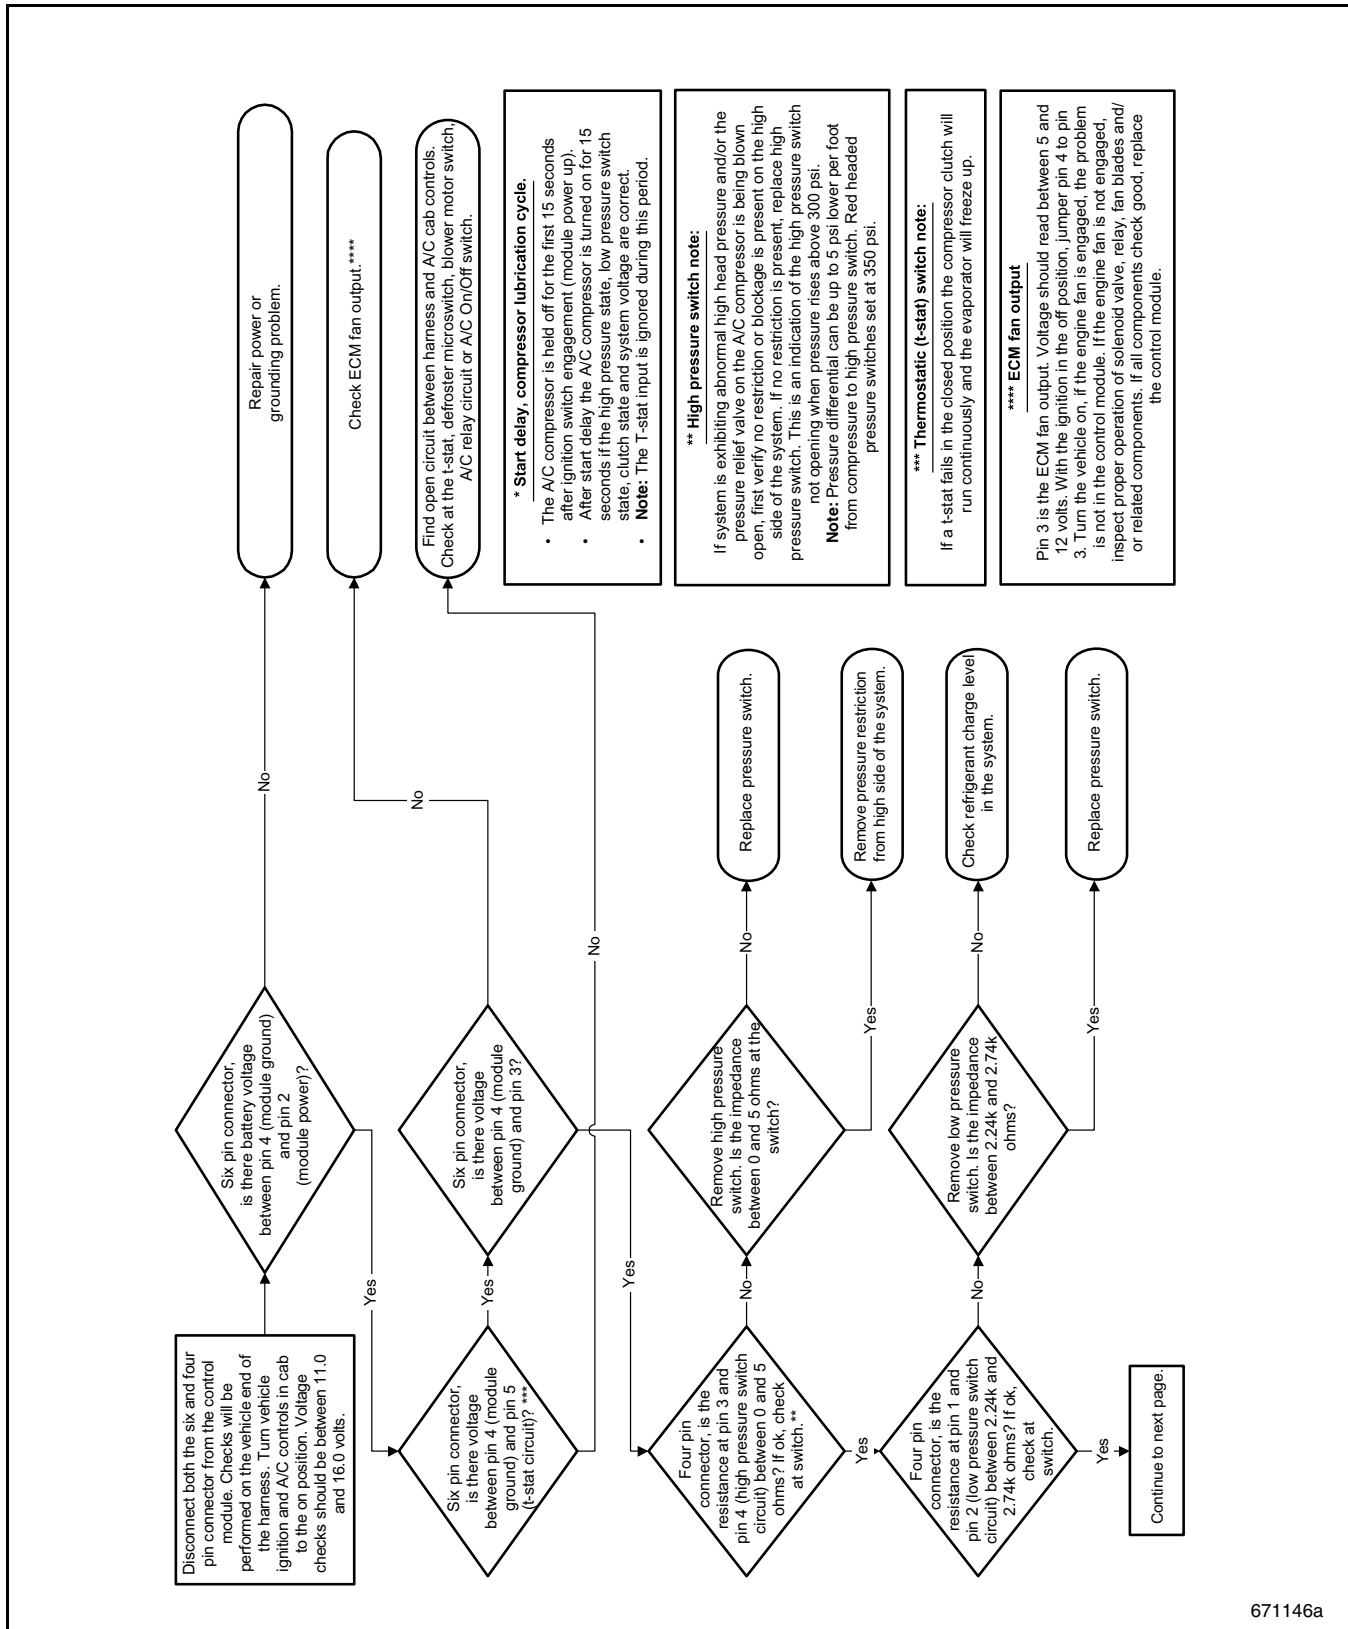 Disconnect both the six and four
pin connector from the control
module. Checks will be
performed on the vehicle end of
the harness. Turn vehicle
ignition and A/C controls in cab
to the on position. Voltage
checks should be between 11.0
and 16.0 volts.
Six pin connector,
is there battery voltage
between pin 4 (module ground)
and pin 2
(module power)?
No
Repair power or
grounding problem.
Yes
Six pin connector,
is there voltage
between pin 4 (module
ground) and pin 5
(t-stat circuit)? ***
Yes
Six pin connector,
is there voltage
between pin 4 (module
ground) and pin 3?
No
Check ECM fan output.****
No
Find open circuit between harness and A/C cab controls.
Check at the t-stat, defroster microswitch, blower motor switch,
A/C relay circuit or A/C On/Off switch.
Yes
Four pin
connector, is the
resistance at pin 3 and
pin 4 (high pressure switch
circuit) between 0 and 5
ohms? If ok, check
at switch.**
No
Remove high pressure
switch. Is the impedance
between 0 and 5 ohms at the
switch?
No
Replace pressure switch.
Yes
Remove pressure restriction
from high side of the system.
Yes
Four pin
connector, is the
resistance at pin 1 and
pin 2 (low pressure switch
circuit) between 2.24k and
2.74k ohms? If ok,
check at
switch.
No
Remove low pressure
switch. Is the impedance
between 2.24k and 2.74k
ohms?
No
Check refrigerant charge level
in the system.
Yes
Replace pressure switch.
Yes
Continue to next page.
* Start delay, compressor lubrication cycle.
• The A/C compressor is held off for the first 15 seconds
after ignition switch engagement (module power up).
• After start delay the A/C compressor is turned on for 15
seconds if the high pressure state, low pressure switch
state, clutch state and system voltage are correct.
• Note: The T-stat input is ignored during this period.
** High pressure switch note:
If system is exhibiting abnormal high head pressure and/or the
pressure relief valve on the A/C compressor is being blown
open, first verify no restriction or blockage is present on the high
side of the system. If no restriction is present, replace high
pressure switch. This is an indication of the high pressure switch
not opening when pressure rises above 300 psi.
Note: Pressure differential can be up to 5 psi lower per foot
from compressure to high pressure switch. Red headed
pressure switches set at 350 psi.
*** Thermostatic (t-stat) switch note:
If a t-stat fails in the closed position the compressor clutch will
run continuously and the evaporator will freeze up.
**** ECM fan output
Pin 3 is the ECM fan output. Voltage should read between 5 and
12 volts. With the ignition in the off position, jumper pin 4 to pin
3. Turn the vehicle on, if the engine fan is engaged, the problem
is not in the control module. If the engine fan is not engaged,
inspect proper operation of solenoid valve, relay, fan blades and/
or related components. If all components check good, replace
the control module.
671146a